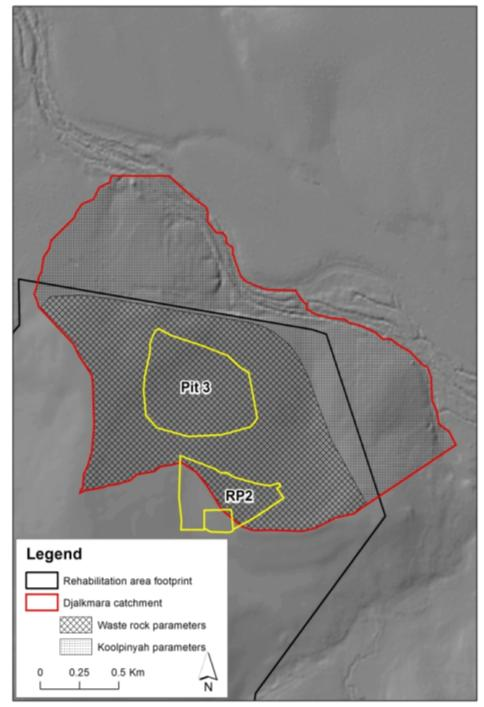 Pit 3
RP2
Legend
Rehabilitation area footprint
Djalkmara catchment
Waste rock parameters
Koolpinyah parameters
0 0.25 0.5 Km
N